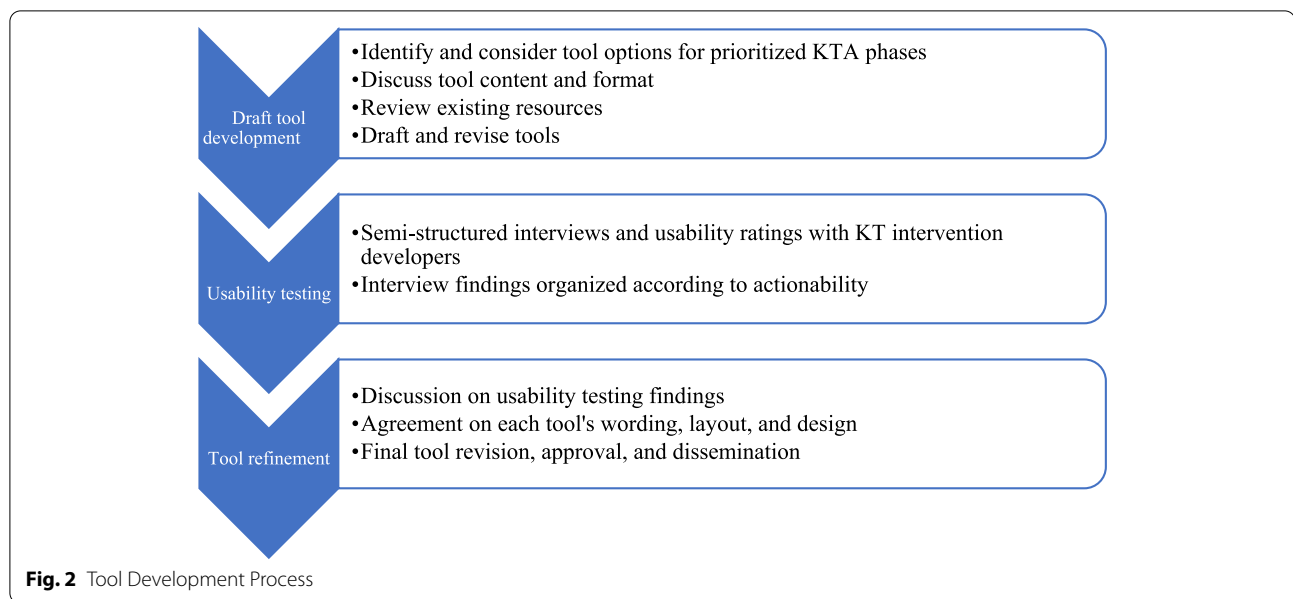 Draft tool
development
•Identify and consider tool options for prioritized KTA phases
•Discuss tool content and format
•Review existing resources
•Draft and revise tools
Usability testing
•Semi-structured interviews and usability ratings with KT intervention
developers
•Interview findings organized according to actionability
Tool refinement
•Discussion on usability testing findings
•Agreement on each tool's wording, layout, and design
•Final tool revision, approval, and dissemination
Fig. 2 Tool Development Process